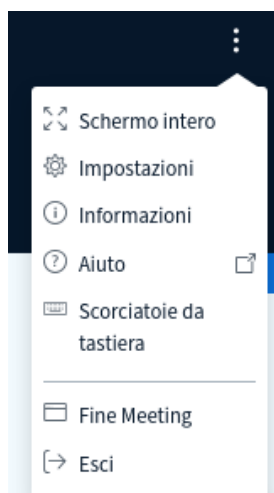 Schermo intero
Impostazioni
Informazioni
Aiuto
Scorciatoie da
tastiera
Fine Meeting
Esci